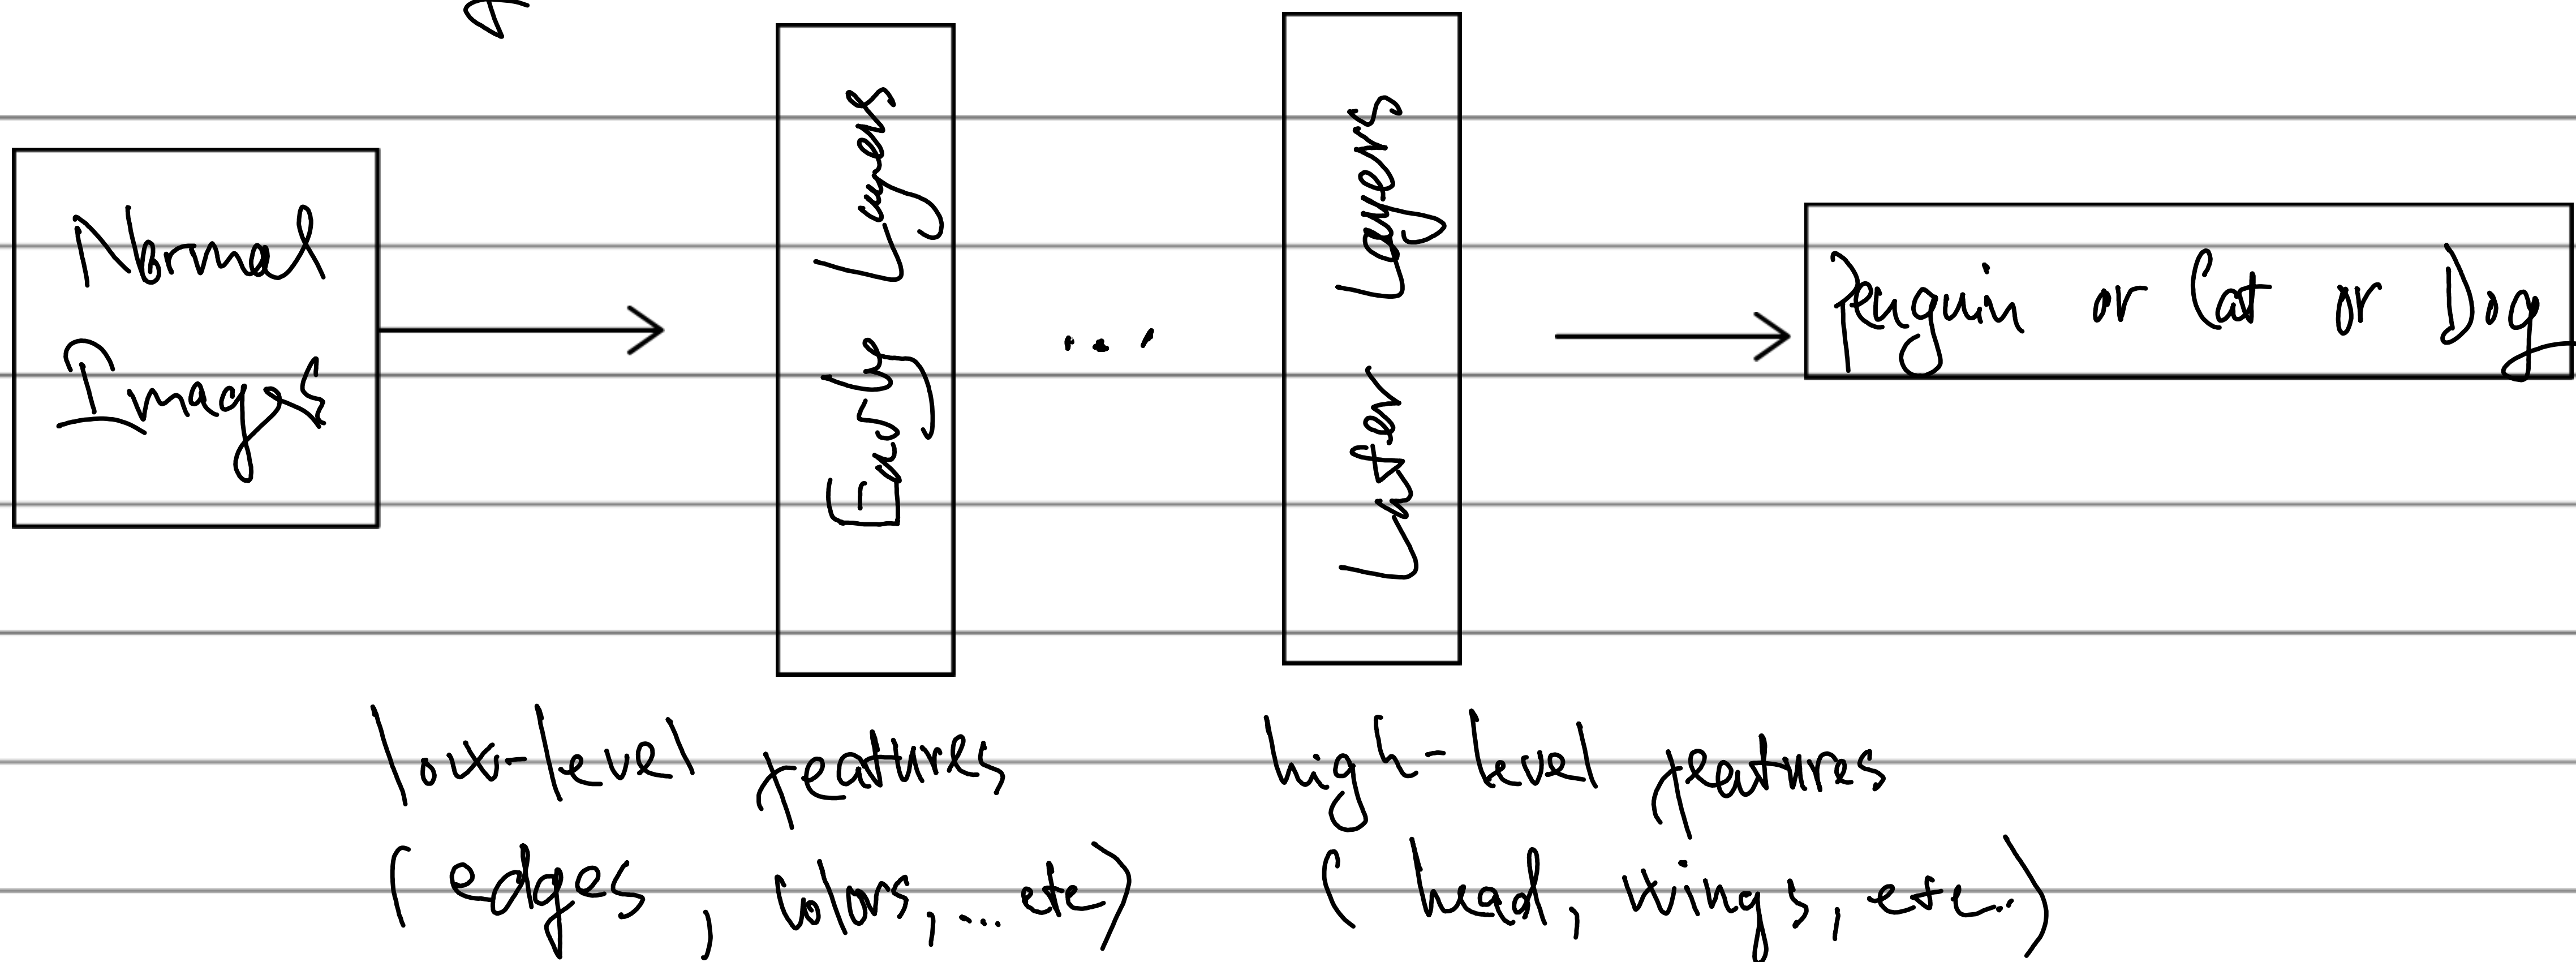 Normal
Images
Early Layers
...
Later Layers
Penguin or Cat or Dog
low-level features
(edges, colors, ... etc)
high-level features
(head, wings, etc..)